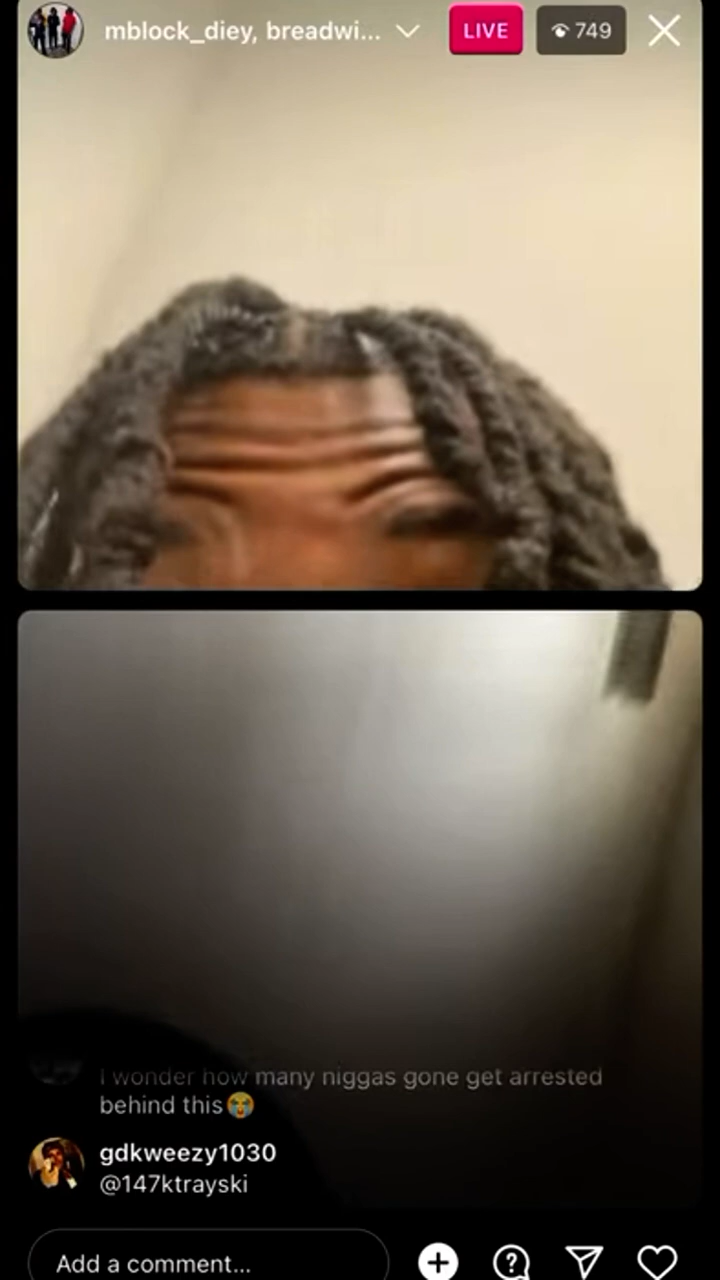 mblock_diey, breadwi...
LIVE
749
I wonder how many niggas gone get arrested
behind this😭
gdkweezy1030
@147ktrayski
Add a comment...